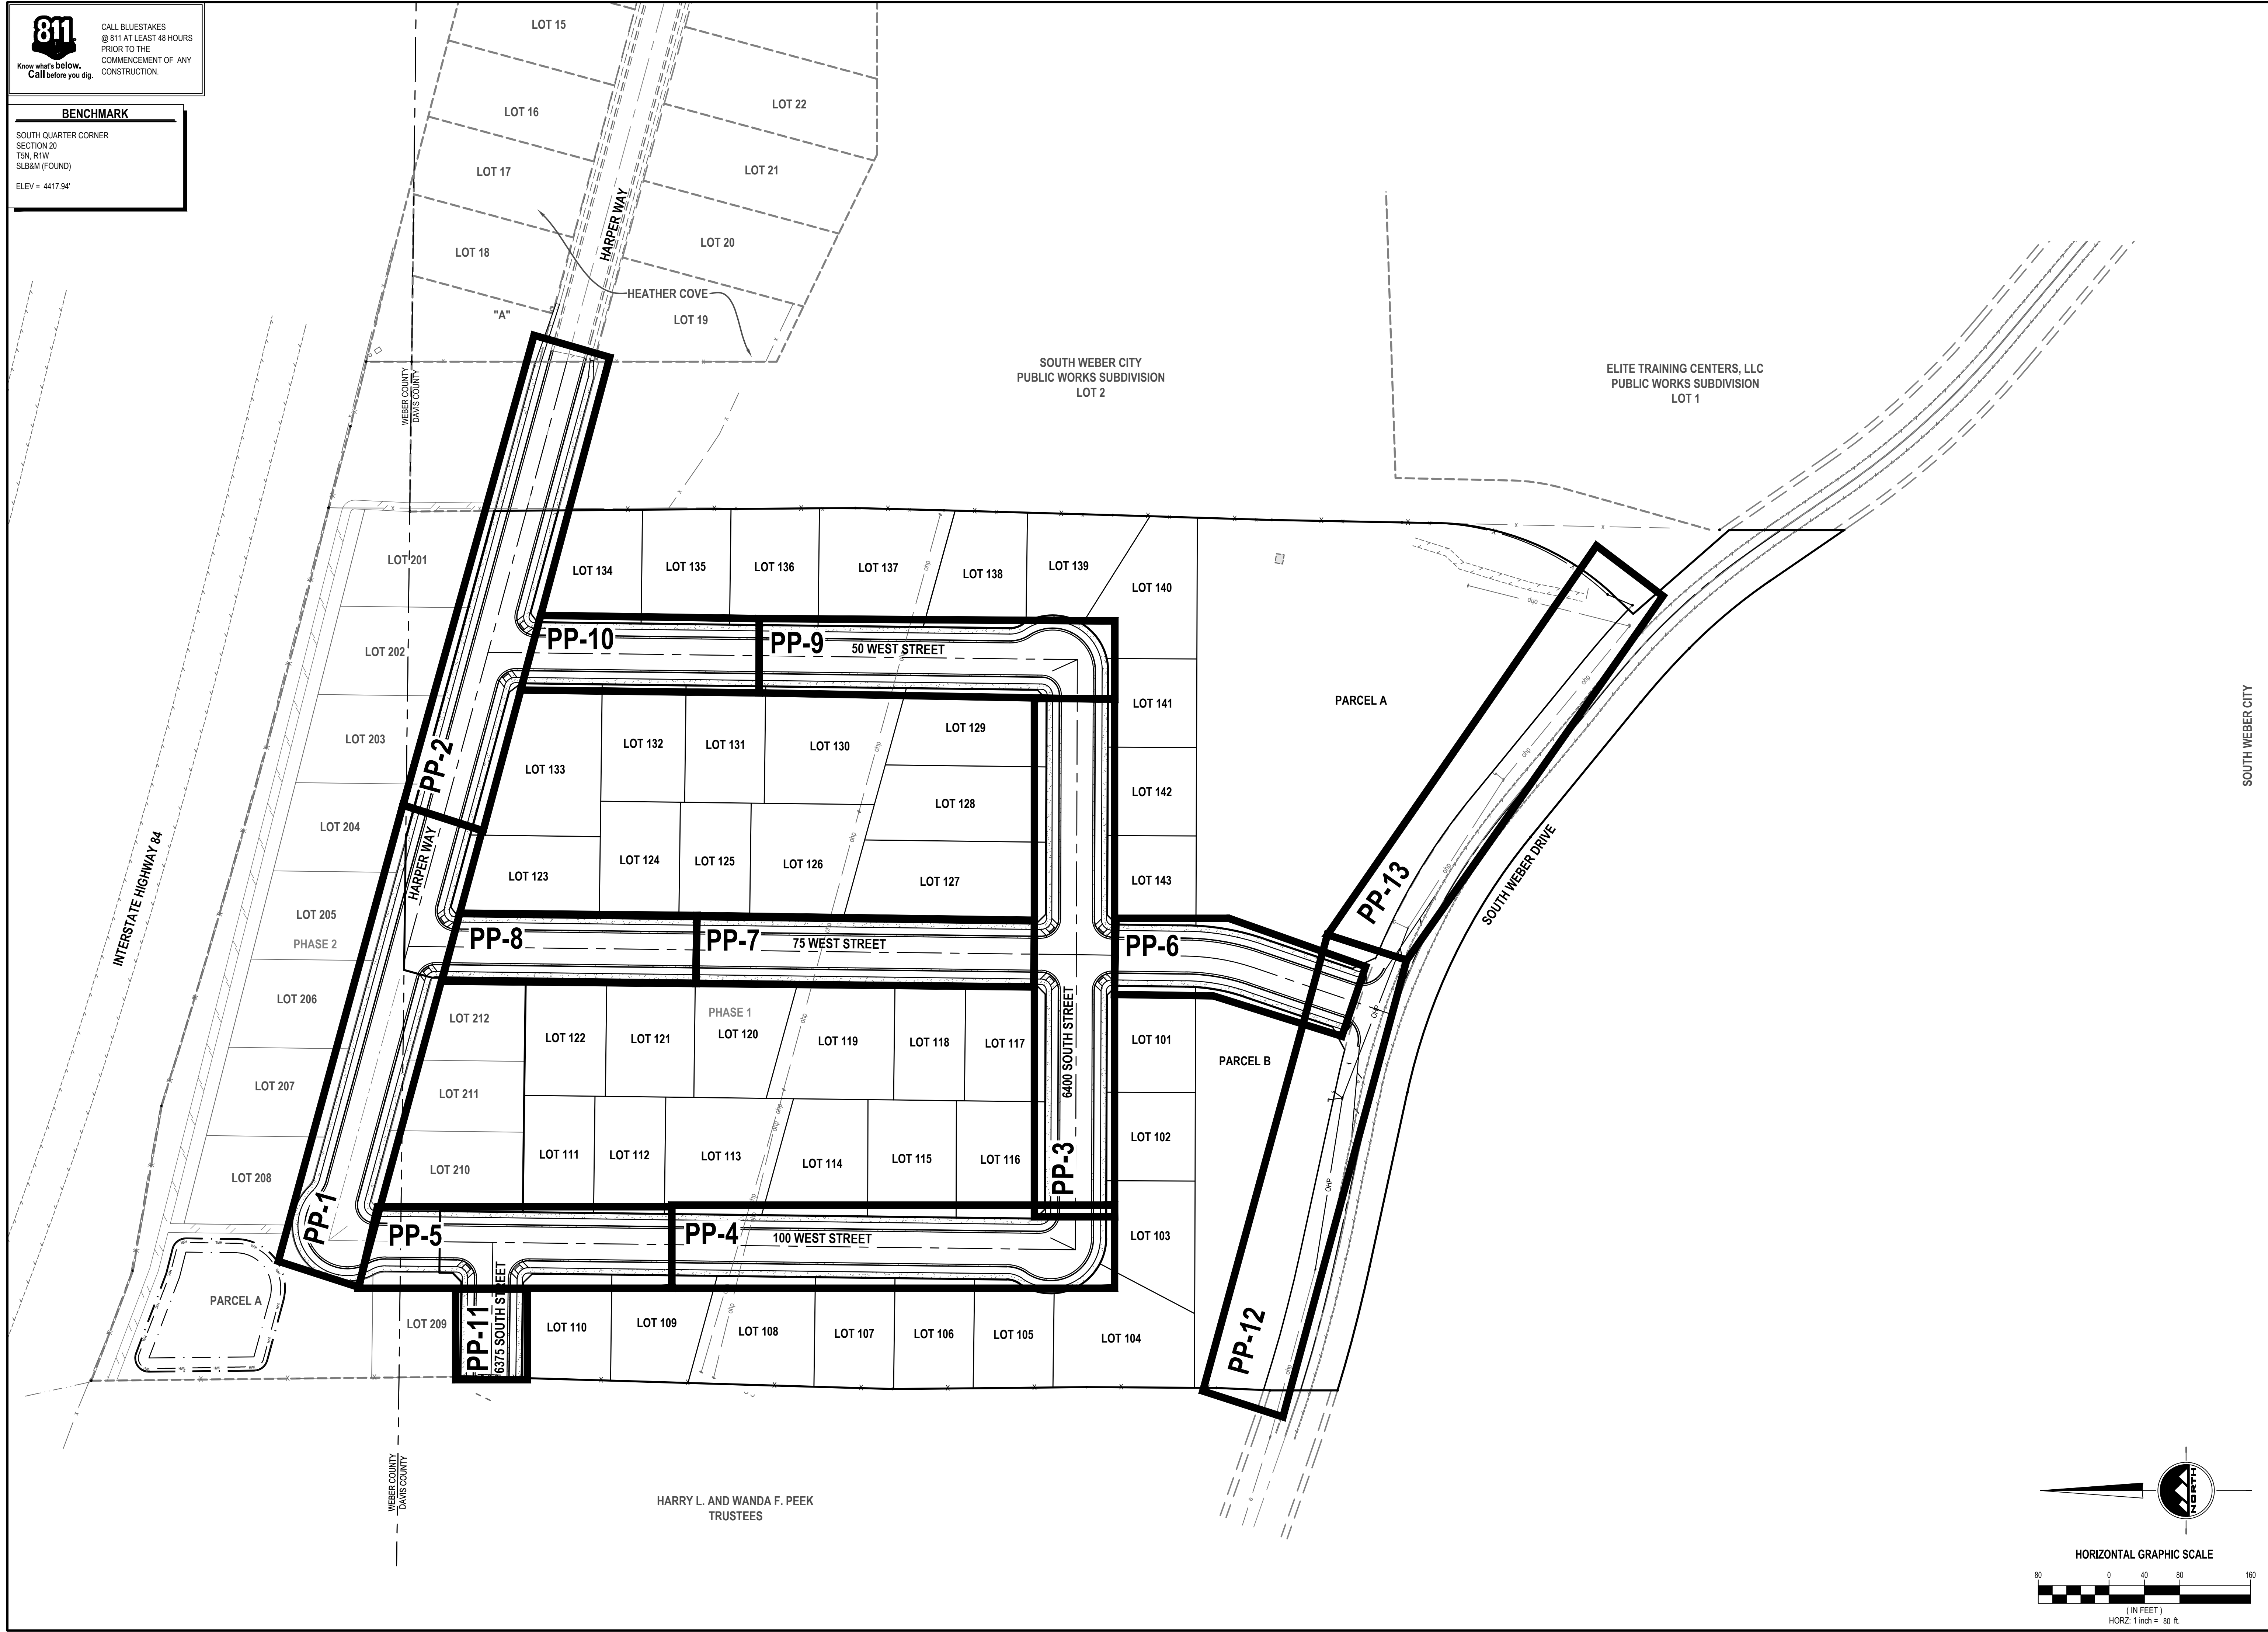 811
Know what's below.
Call before you dig.
CALL BLUESTAKES
@ 811 AT LEAST 48 HOURS
PRIOR TO THE
COMMENCEMENT OF ANY
CONSTRUCTION.
BENCHMARK
SOUTH QUARTER CORNER
SECTION 20
T5N, R1W
SLB&M (FOUND)
ELEV = 4417.94'
LOT 15
LOT 16
LOT 17
LOT 18
"A"
LOT 22
LOT 21
LOT 20
LOT 19
HARPER WAY
HEATHER COVE
WEBER COUNTY
DAVIS COUNTY
SOUTH WEBER CITY
PUBLIC WORKS SUBDIVISION
LOT 2
ELITE TRAINING CENTERS, LLC
PUBLIC WORKS SUBDIVISION
LOT 1
SOUTH WEBER CITY
INTERSTATE HIGHWAY 84
LOT 201
LOT 202
LOT 203
LOT 204
LOT 205
PHASE 2
LOT 206
LOT 207
LOT 208
PARCEL A
PP-2
HARPER WAY
PP-1
LOT 134
LOT 135
LOT 136
LOT 137
LOT 138
LOT 139
LOT 140
ohp
PP-10
PP-9
50 WEST STREET
LOT 133
LOT 132
LOT 131
LOT 130
LOT 129
LOT 128
LOT 127
ohp
ohp
LOT 123
LOT 124
LOT 125
LOT 126
LOT 141
LOT 142
LOT 143
PARCEL A
ohp
ohp
ohp
ohp
PP-13
SOUTH WEBER DRIVE
PP-8
PP-7
75 WEST STREET
PP-6
LOT 212
LOT 211
LOT 210
LOT 122
LOT 121
PHASE 1
LOT 120
LOT 119
LOT 118
LOT 117
6400 SOUTH STREET
PP-3
LOT 111
LOT 112
LOT 113
LOT 114
LOT 115
LOT 116
ohp
ohp
ohp
LOT 101
LOT 102
LOT 103
PARCEL B
OHP
OHP
PP-5
PP-4
100 WEST STREET
PP-11
6375 SOUTH STREET
LOT 209
LOT 110
LOT 109
LOT 108
LOT 107
LOT 106
LOT 105
LOT 104
ohp
PP-12
ohp
WEBER COUNTY
DAVIS COUNTY
HARRY L. AND WANDA F. PEEK
TRUSTEES
NORTH
HORIZONTAL GRAPHIC SCALE
80 0 40 80 160
( IN FEET )
HORZ: 1 inch = 80 ft.